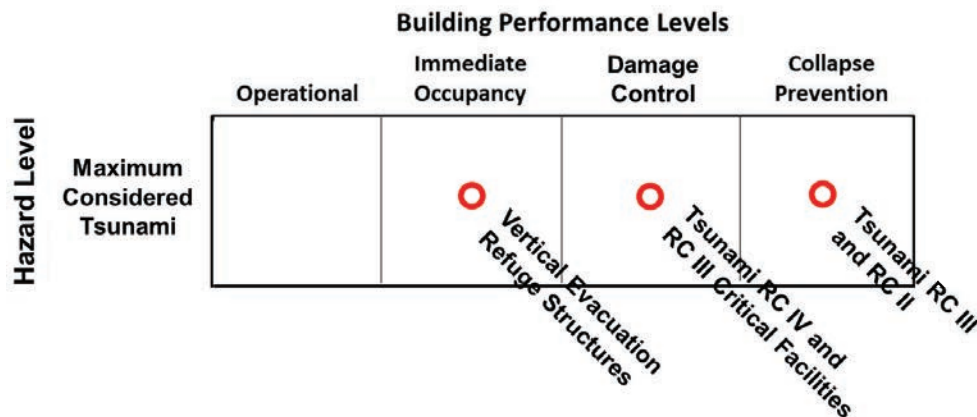 Building Performance Levels
Operational
Immediate
Occupancy
Damage
Control
Collapse
Prevention
Hazard Level
Maximum
Considered
Tsunami
Vertical Evacuation
Refuge Structures
Tsunami RC IV and
RC III Critical Facilities
Tsunami RC III
and RC II